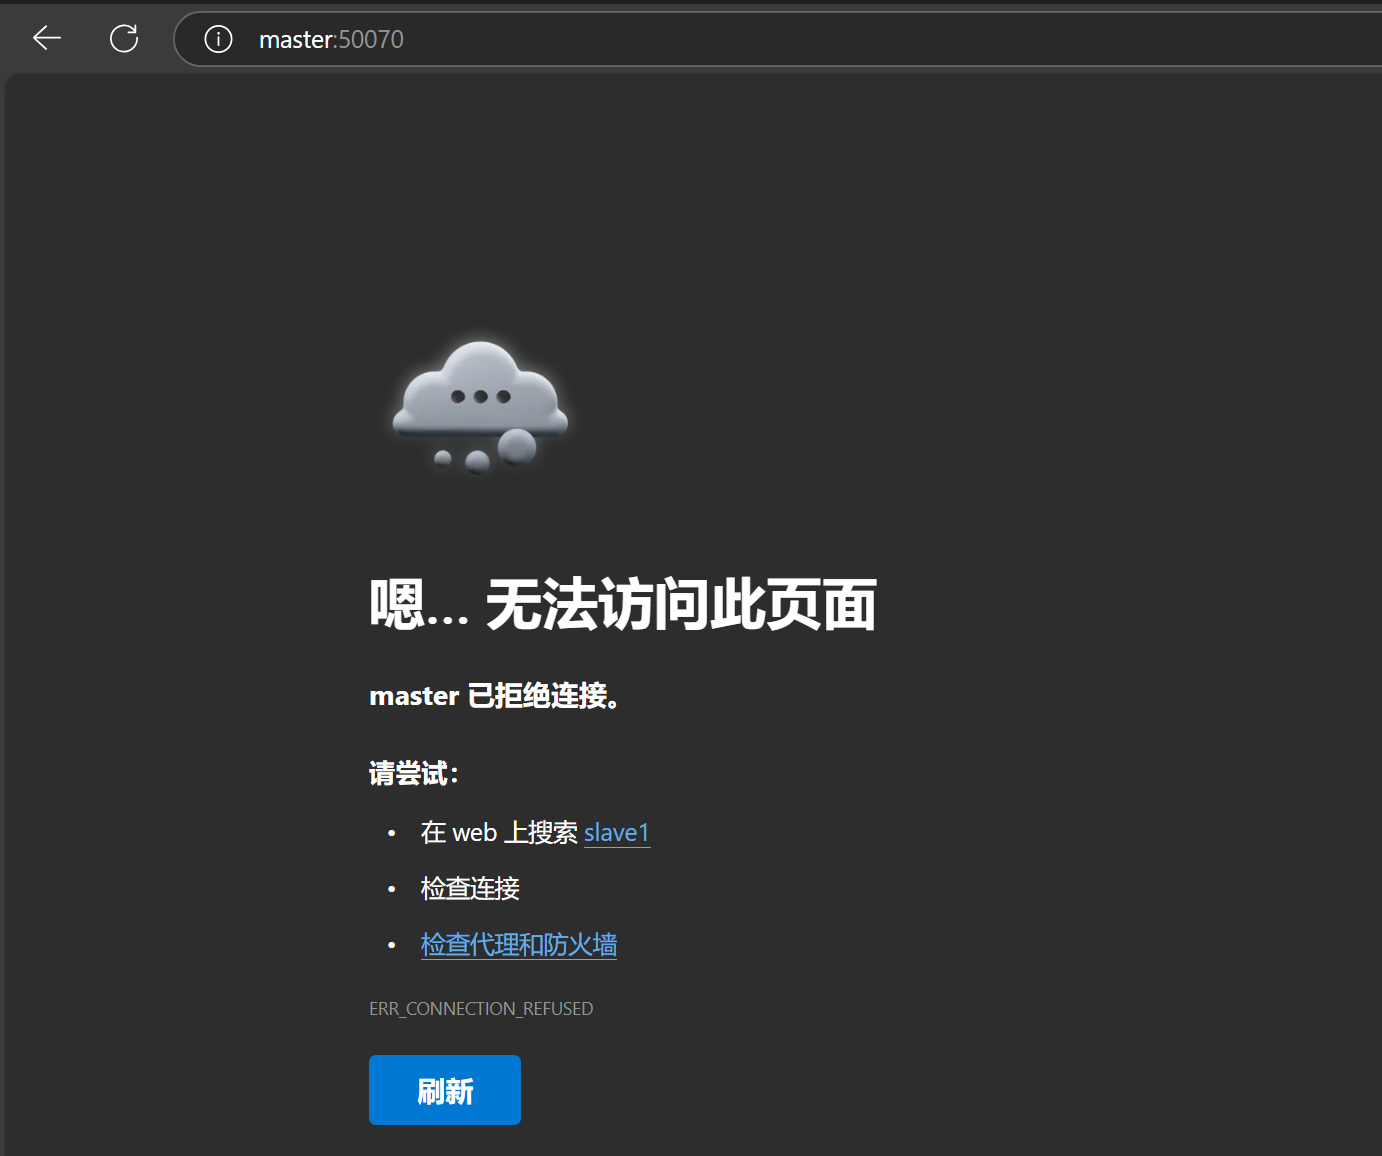 master:50070
嗯… 无法访问此页面
master 已拒绝连接。
请尝试：
• 在 web 上搜索 slave1
• 检查连接
• 检查代理和防火墙
ERR_CONNECTION_REFUSED
刷新